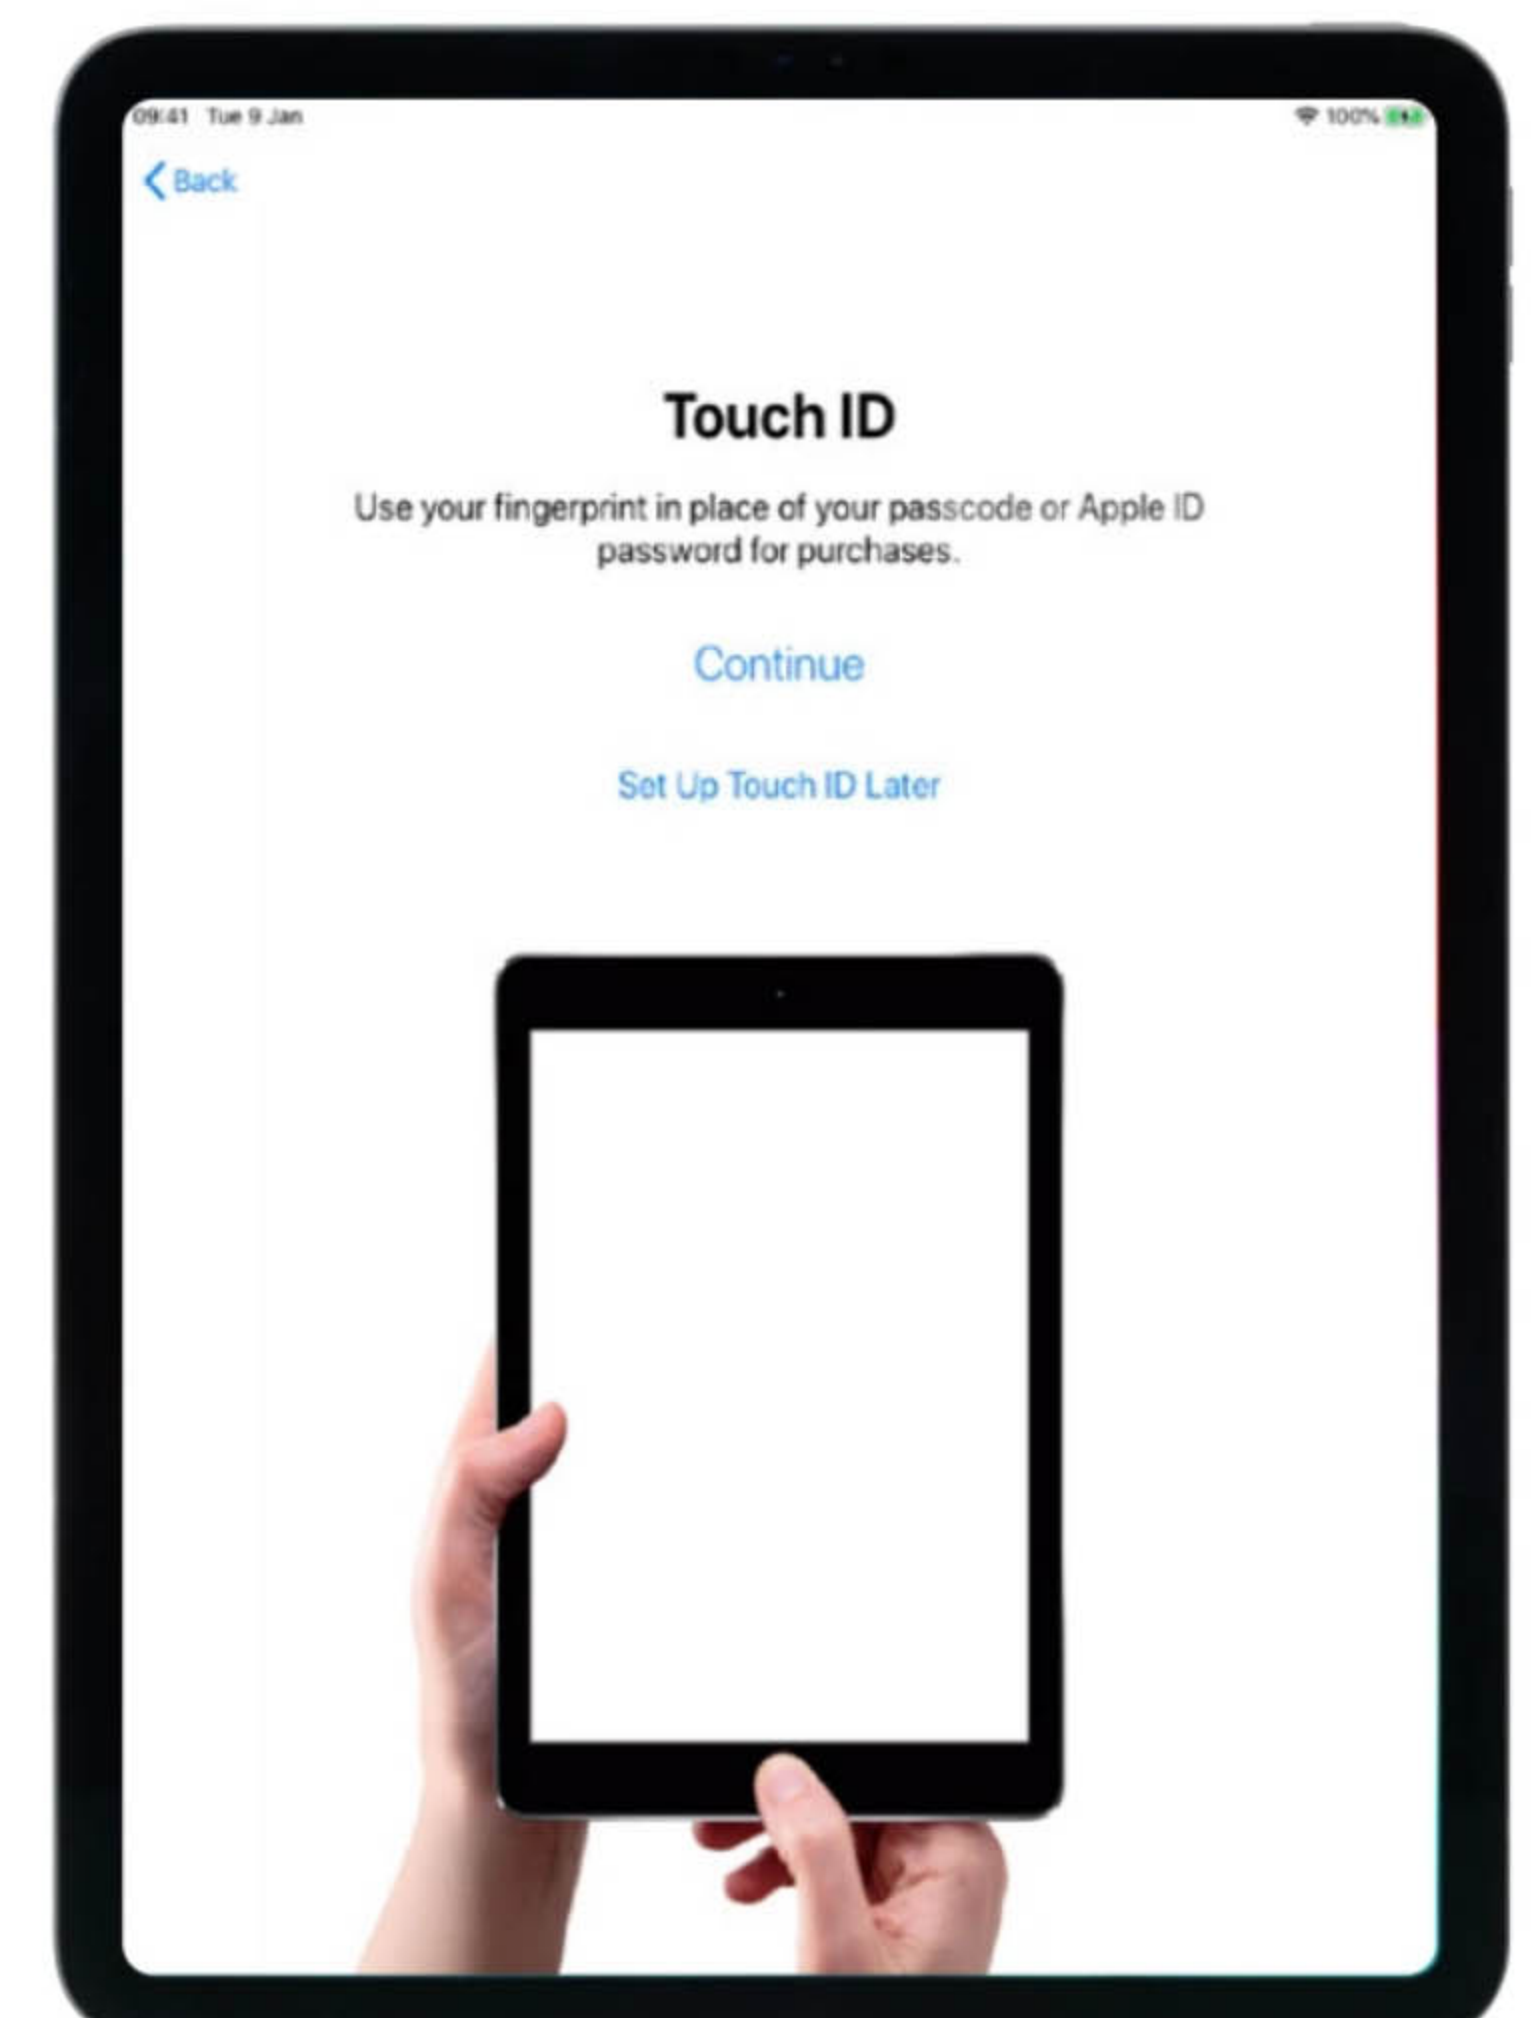 09:41 Tue 9 Jan
100%
Back
Touch ID
Use your fingerprint in place of your passcode or Apple ID
password for purchases.
Continue
Set Up Touch ID Later